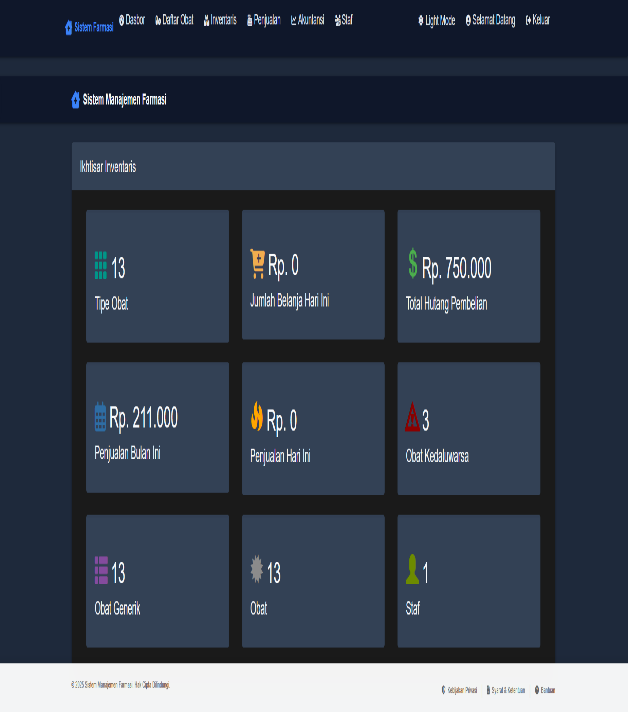 Sistem Farmasi Dasbor Daftar Obat Inventaris Penjualan Akuntansi Staf Light Mode Selamat Datang Keluar
Sistem Manajemen Farmasi
Ikhtisar Inventaris
13
Tipe Obat
Rp. 0
Jumlah Belanja Hari Ini
Rp. 750.000
Total Hutang Pembelian
Rp. 211.000
Penjualan Bulan Ini
Rp. 0
Penjualan Hari Ini
3
Obat Kedaluwarsa
13
Obat Generik
13
Obat
1
Staf
© 2025 Sistem Manajemen Farmasi. Hak Cipta Dilindungi.
Kebijakan Privasi Syarat & Ketentuan Bantuan